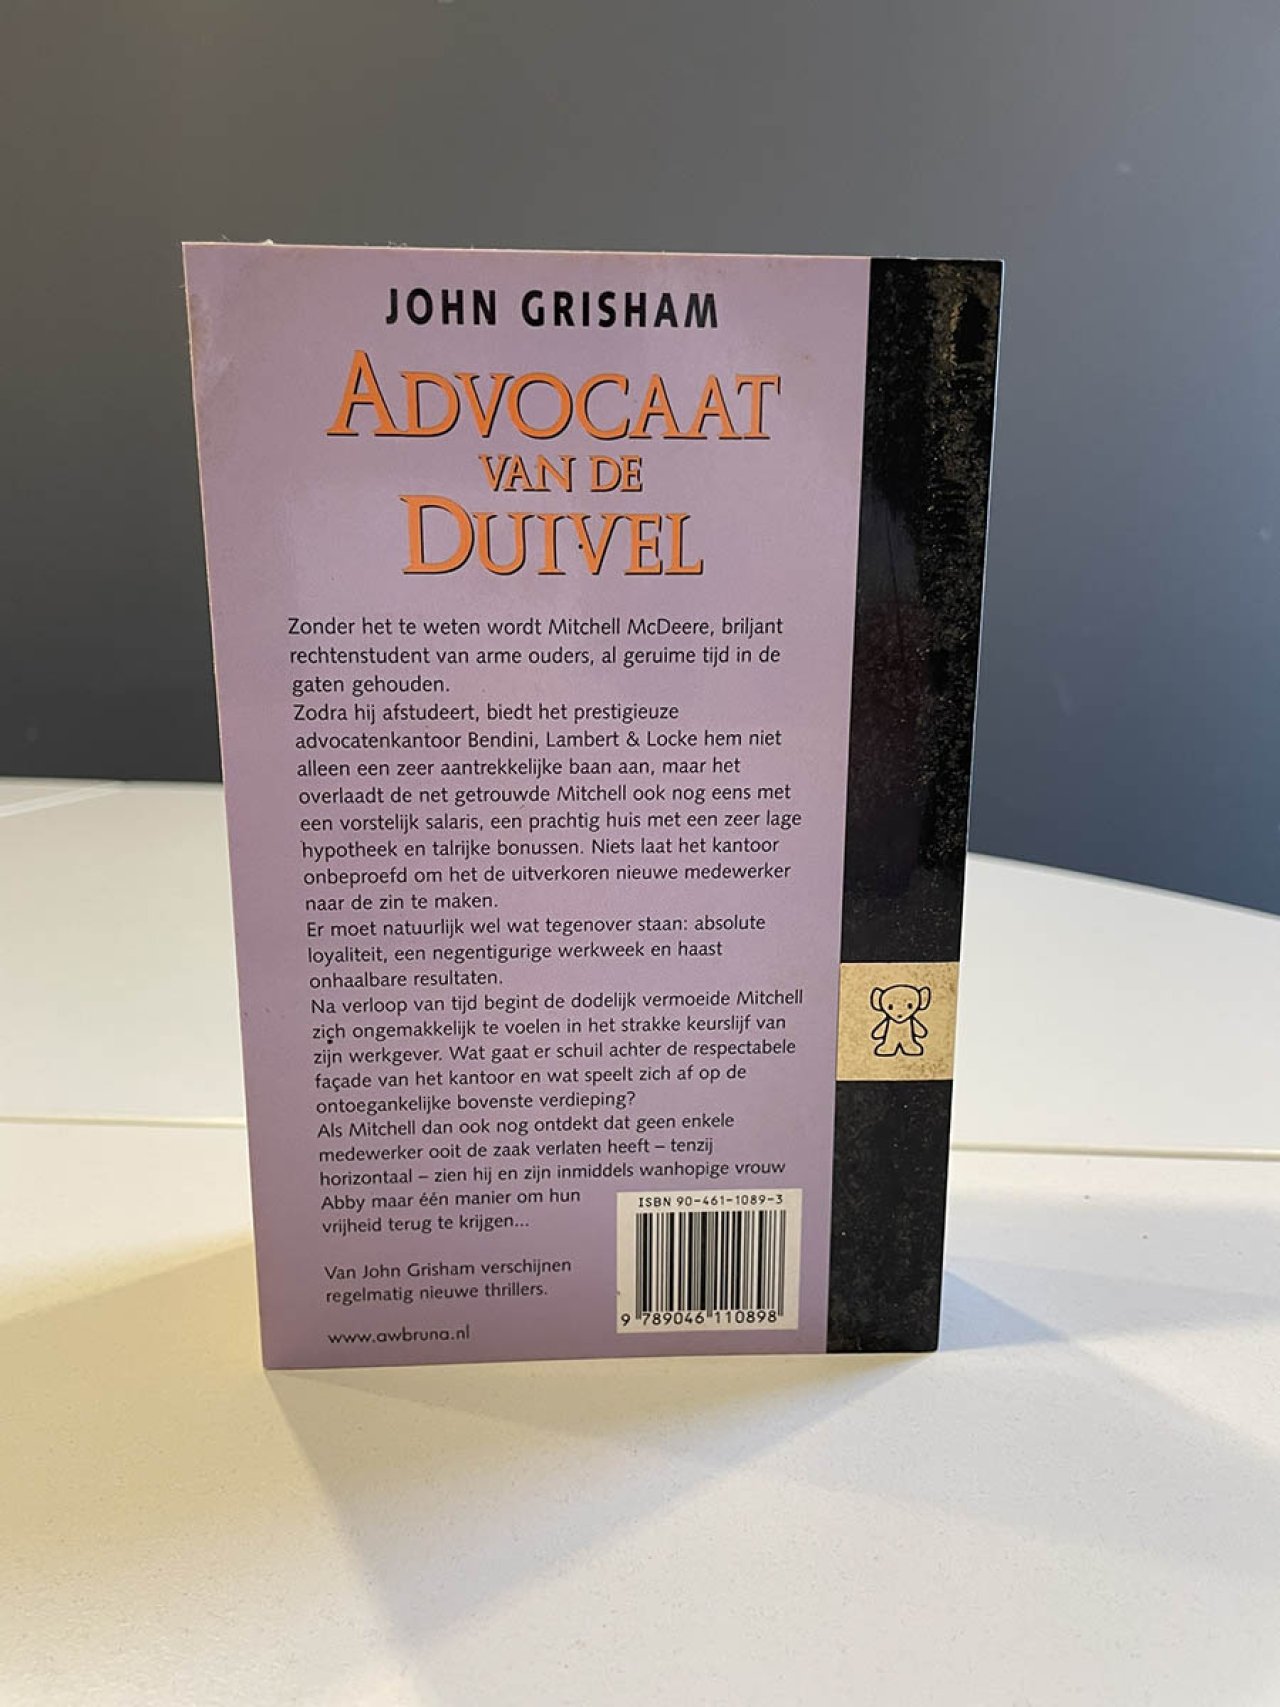 JOHN GRISHAM
ADVOCAAT
VAN DE
DUIVEL
Zonder het te weten wordt Mitchell McDeere, briljant
rechtenstudent van arme ouders, al geruime tijd in de
gaten gehouden.
Zodra hij afstudeert, biedt het prestigieuze
advocatenkantoor Bendini, Lambert & Locke hem niet
alleen een zeer aantrekkelijke baan aan, maar het
overlaadt de net getrouwde Mitchell ook nog eens met
een vorstelijk salaris, een prachtig huis met een zeer lage
hypotheek en talrijke bonussen. Niets laat het kantoor
onbeproefd om het de uitverkoren nieuwe medewerker
naar de zin te maken.
Er moet natuurlijk wel wat tegenover staan: absolute
loyaliteit, een negentigurige werkweek en haast
onhaalbare resultaten.
Na verloop van tijd begint de dodelijk vermoeide Mitchell
zich ongemakkelijk te voelen in het strakke keurslijf van
zijn werkgever. Wat gaat er schuil achter de respectabele
façade van het kantoor en wat speelt zich af op de
ontoegankelijke bovenste verdieping?
Als Mitchell dan ook nog ontdekt dat geen enkele
medewerker ooit de zaak verlaten heeft – tenzij
horizontaal – zien hij en zijn inmiddels wanhopige vrouw
Abby maar één manier om hun
vrijheid terug te krijgen...
Van John Grisham verschijnen
regelmatig nieuwe thrillers.
www.awbruna.nl
ISBN 90-461-1089-3
9 789046 110898